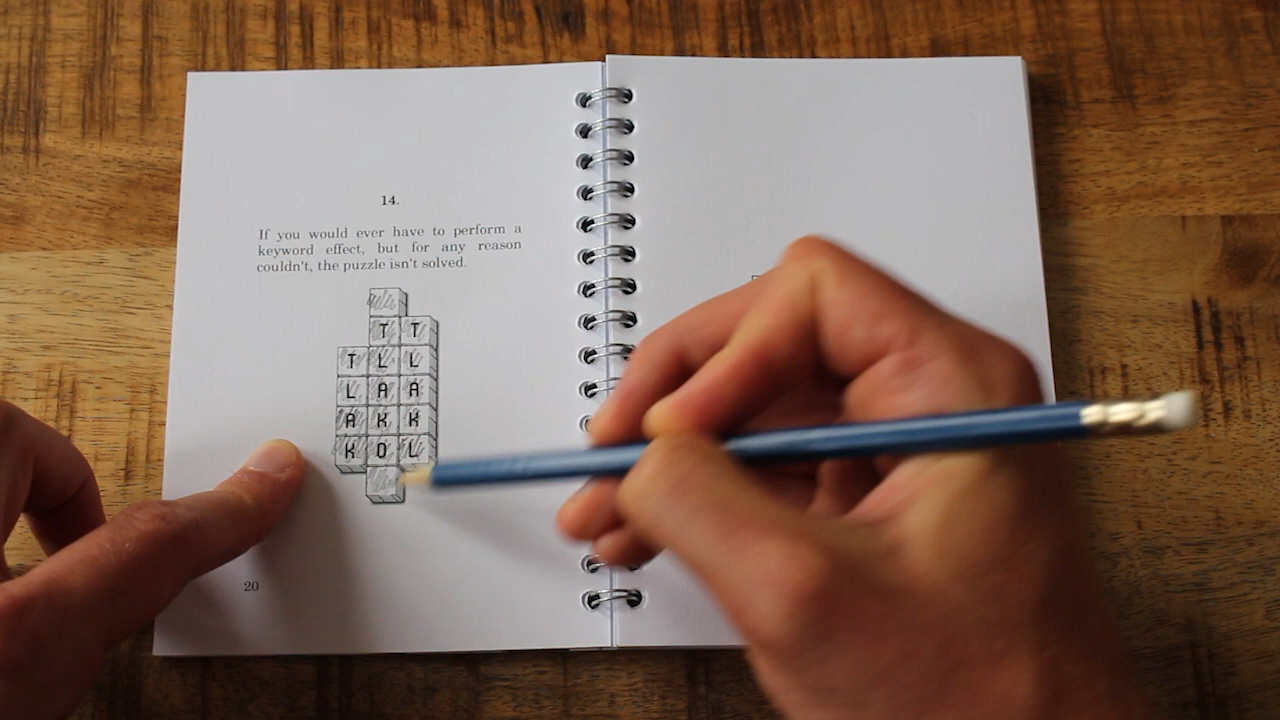 14.
If you would ever have to perform a
keyword effect, but for any reason
couldn't, the puzzle isn't solved.
T T
T L L
L A A
A K K
K O L
20